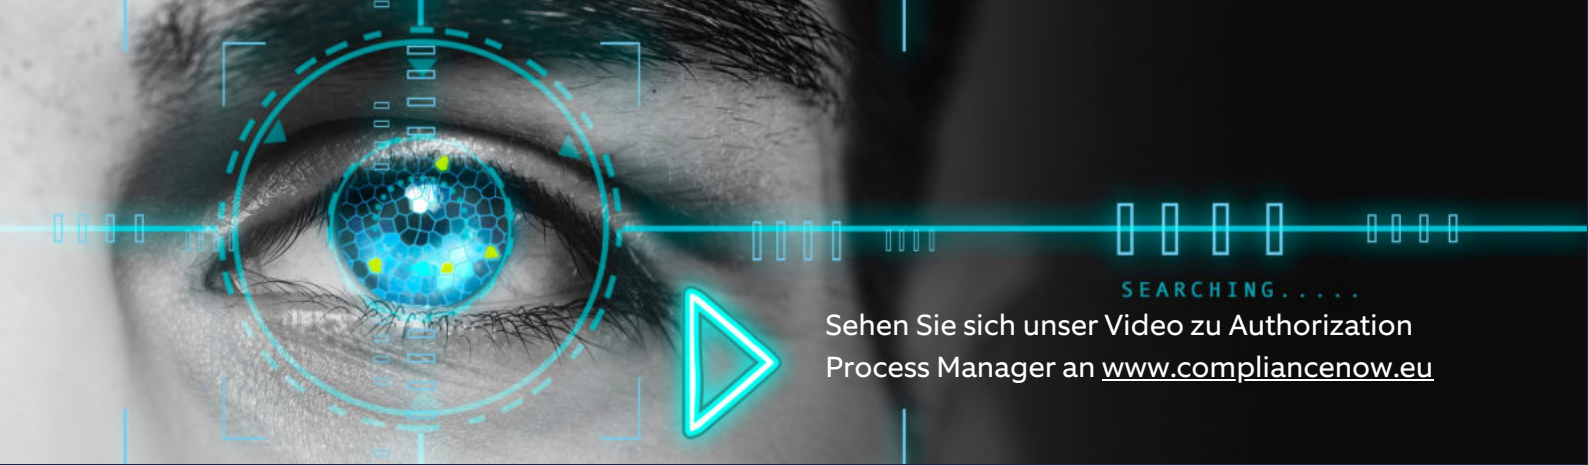 SEARCHING.....
Sehen Sie sich unser Video zu Authorization
Process Manager an www.compliancenow.eu